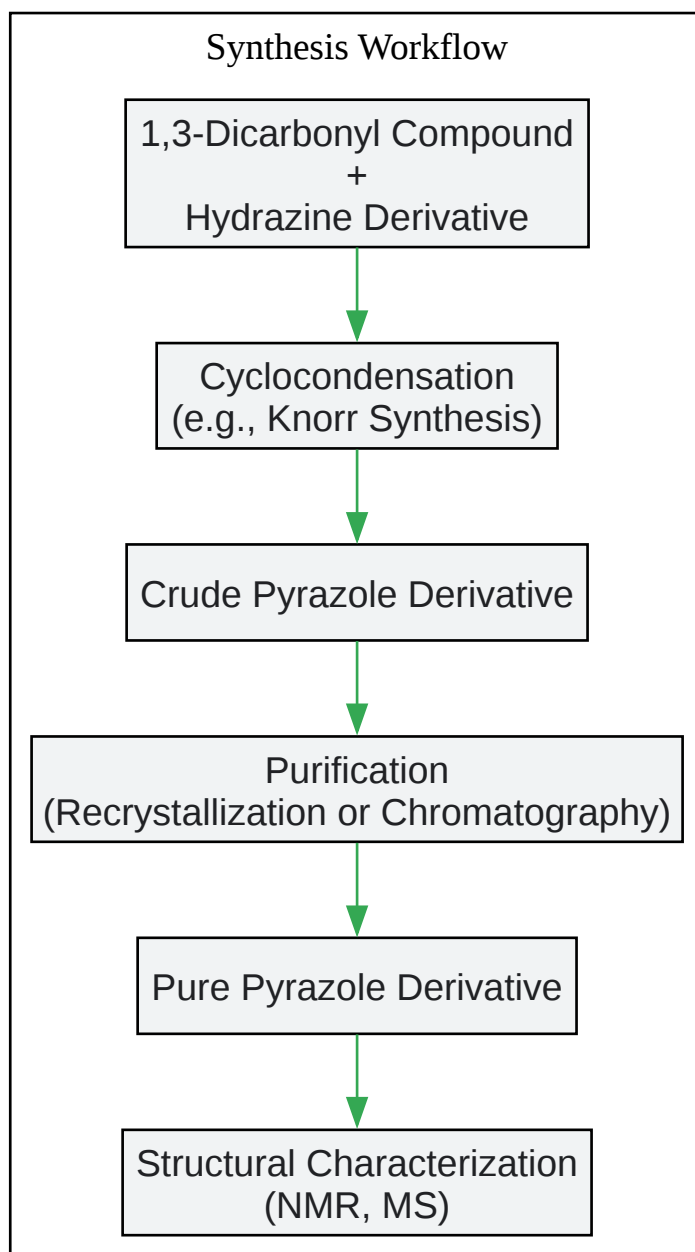 Synthesis Workflow
1,3-Dicarbonyl Compound
+
Hydrazine Derivative
Cyclocondensation
(e.g., Knorr Synthesis)
Crude Pyrazole Derivative
Purification
(Recrystallization or Chromatography)
Pure Pyrazole Derivative
Structural Characterization
(NMR, MS)